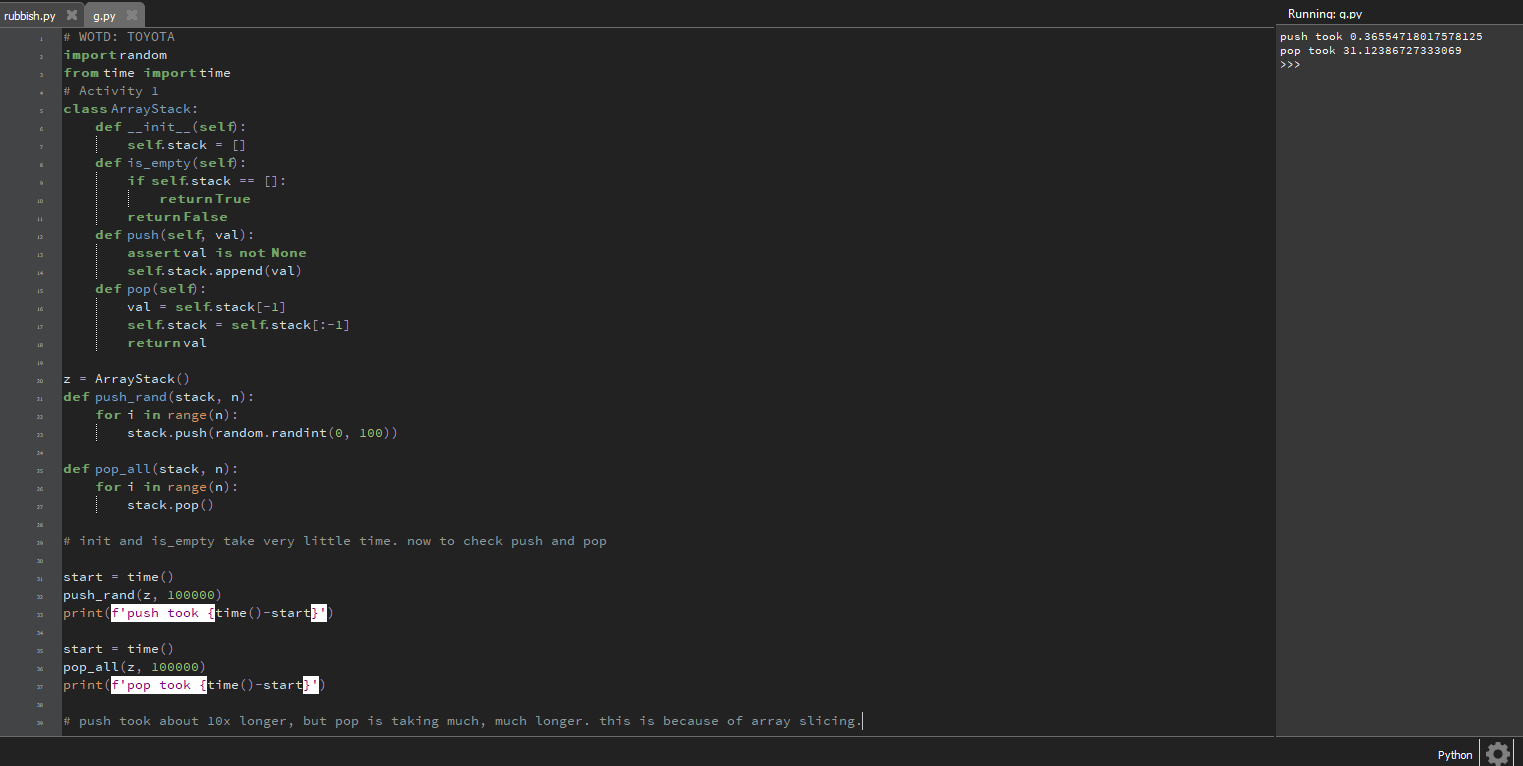 rubbish.py
g.py
Running: g.py
1 # WOTD: TOYOTA
2 import random
3 from time import time
4 # Activity 1
5 class ArrayStack:
6 def __init__(self):
7 self.stack = []
8 def is_empty(self):
9 if self.stack == []:
10 return True
11 return False
12 def push(self, val):
13 assert val is not None
14 self.stack.append(val)
15 def pop(self):
16 val = self.stack[-1]
17 self.stack = self.stack[:-1]
18 return val
19
20 z = ArrayStack()
21 def push_rand(stack, n):
22 for i in range(n):
23 stack.push(random.randint(0, 100))
24
25 def pop_all(stack, n):
26 for i in range(n):
27 stack.pop()
28
29 # init and is_empty take very little time. now to check push and pop
30
31 start = time()
32 push_rand(z, 100000)
33 print(f'push took {time()-start}')
34
35 start = time()
36 pop_all(z, 100000)
37 print(f'pop took {time()-start}')
38
39 # push took about 10x longer, but pop is taking much, much longer. this is because of array slicing.
push took 0.36554718017578125
pop took 31.12386727333069
>>>
Python